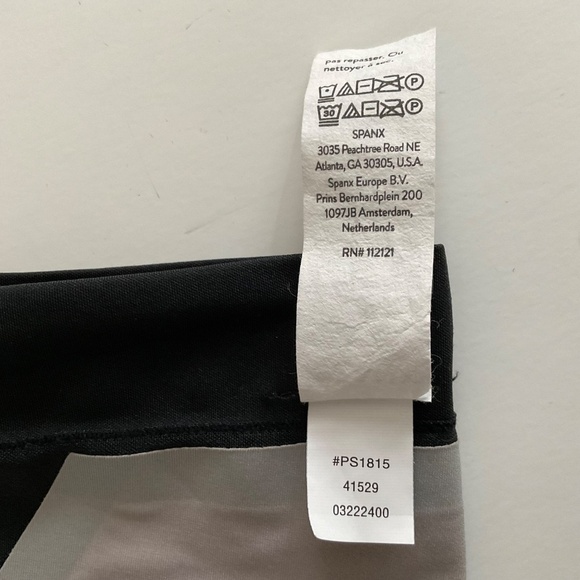 pas repasser. Ou
nettoyer à sec.
30
SPANX
3035 Peachtree Road NE
Atlanta, GA 30305, U.S.A.
Spanx Europe B.V.
Prins Bernhardplein 200
1097JB Amsterdam,
Netherlands
RN# 112121
#PS1815
41529
03222400